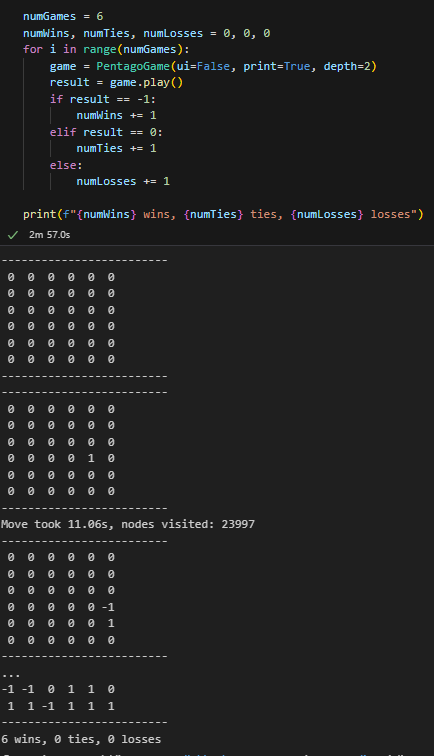 numGames = 6
numWins, numTies, numLosses = 0, 0, 0
for i in range(numGames):
    game = PentagoGame(ui=False, print=True, depth=2)
    result = game.play()
    if result == -1:
        numWins += 1
    elif result == 0:
        numTies += 1
    else:
        numLosses += 1
print(f"{numWins} wins, {numTies} ties, {numLosses} losses")
2m 57.0s
-------------------------
0 0 0 0 0 0
0 0 0 0 0 0
0 0 0 0 0 0
0 0 0 0 0 0
0 0 0 0 0 0
0 0 0 0 0 0
-------------------------
-------------------------
0 0 0 0 0 0
0 0 0 0 0 0
0 0 0 0 0 0
0 0 0 0 1 0
0 0 0 0 0 0
0 0 0 0 0 0
-------------------------
Move took 11.06s, nodes visited: 23997
-------------------------
0 0 0 0 0 0
0 0 0 0 0 0
0 0 0 0 0 0
0 0 0 0 0 -1
0 0 0 0 0 1
0 0 0 0 0 0
-------------------------
...
-1 -1 0 1 1 0
1 1 -1 1 1 1
-------------------------
6 wins, 0 ties, 0 losses